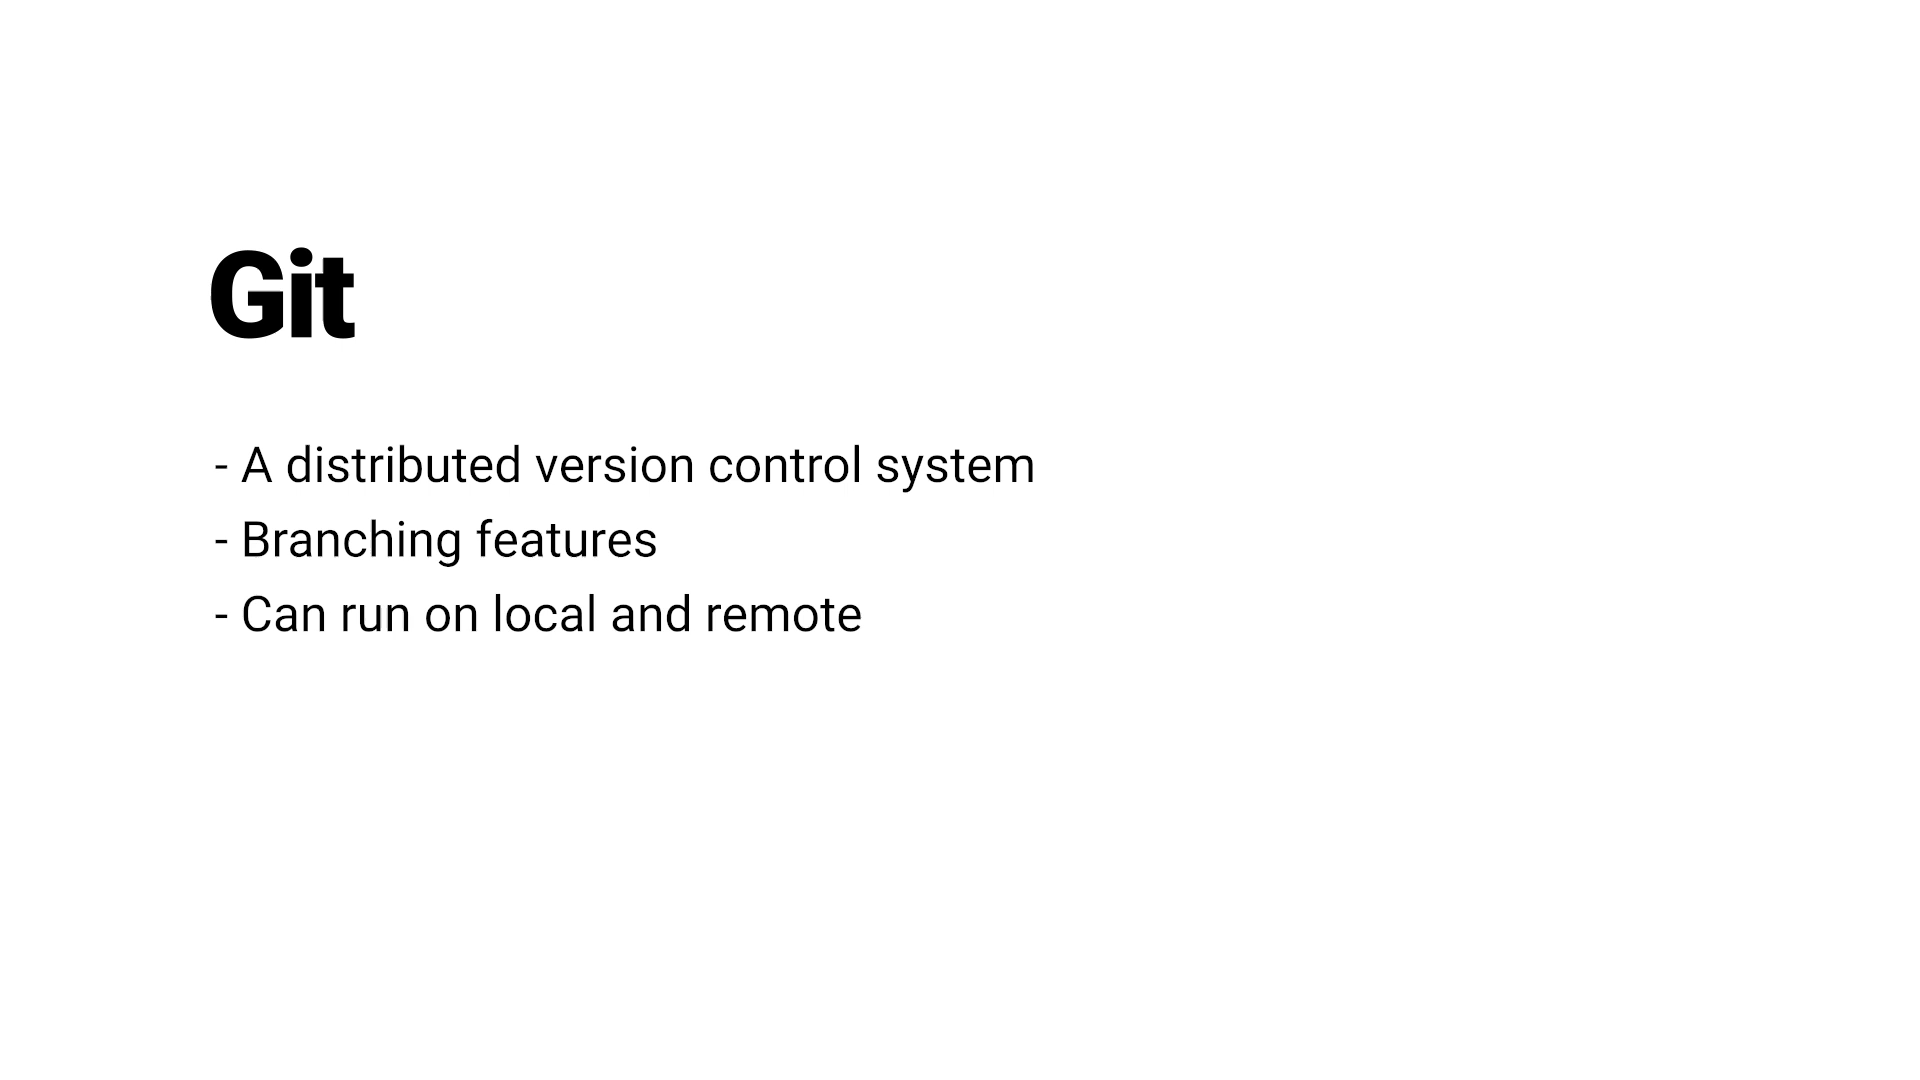 Git
- A distributed version control system
- Branching features
- Can run on local and remote